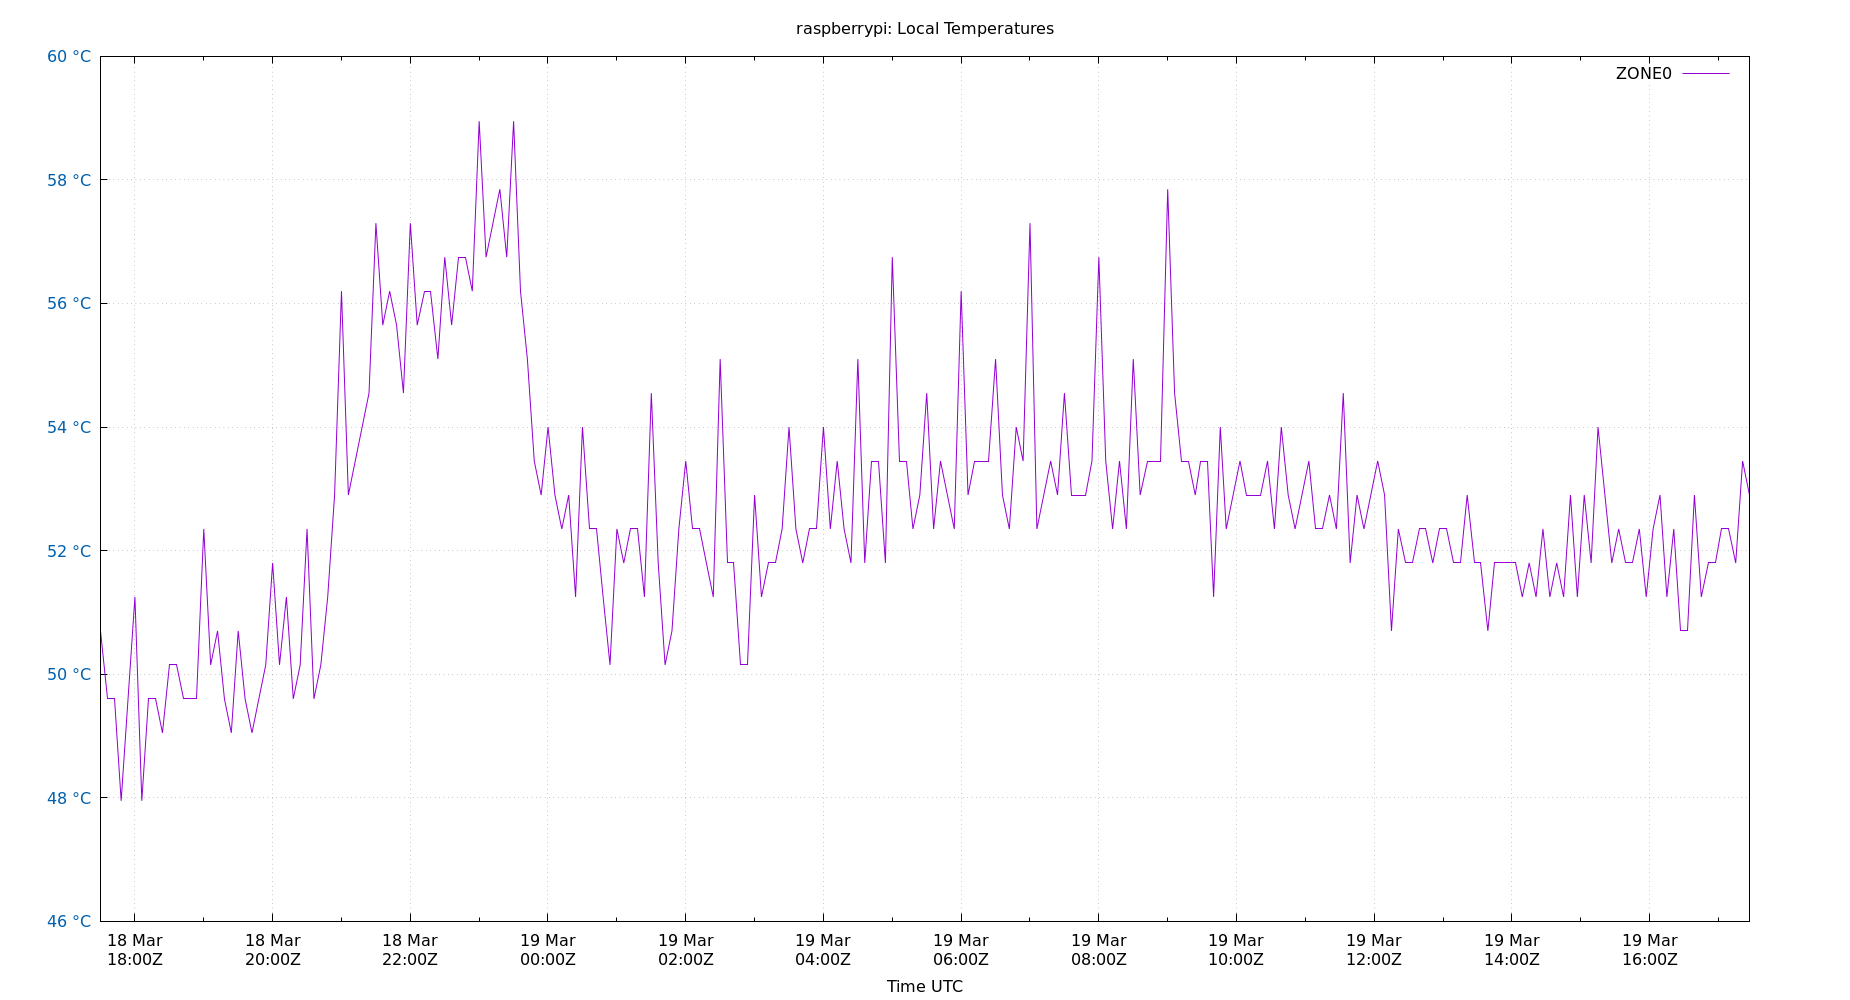 raspberrypi: Local Temperatures
60 °C
ZONE0
58 °C
56 °C
54 °C
52 °C
50 °C
48 °C
46 °C
18 Mar 18 Mar 18 Mar 19 Mar 19 Mar 19 Mar 19 Mar 19 Mar 19 Mar 19 Mar 19 Mar 19 Mar
18:00Z 20:00Z 22:00Z 00:00Z 02:00Z 04:00Z 06:00Z 08:00Z 10:00Z 12:00Z 14:00Z 16:00Z
Time UTC